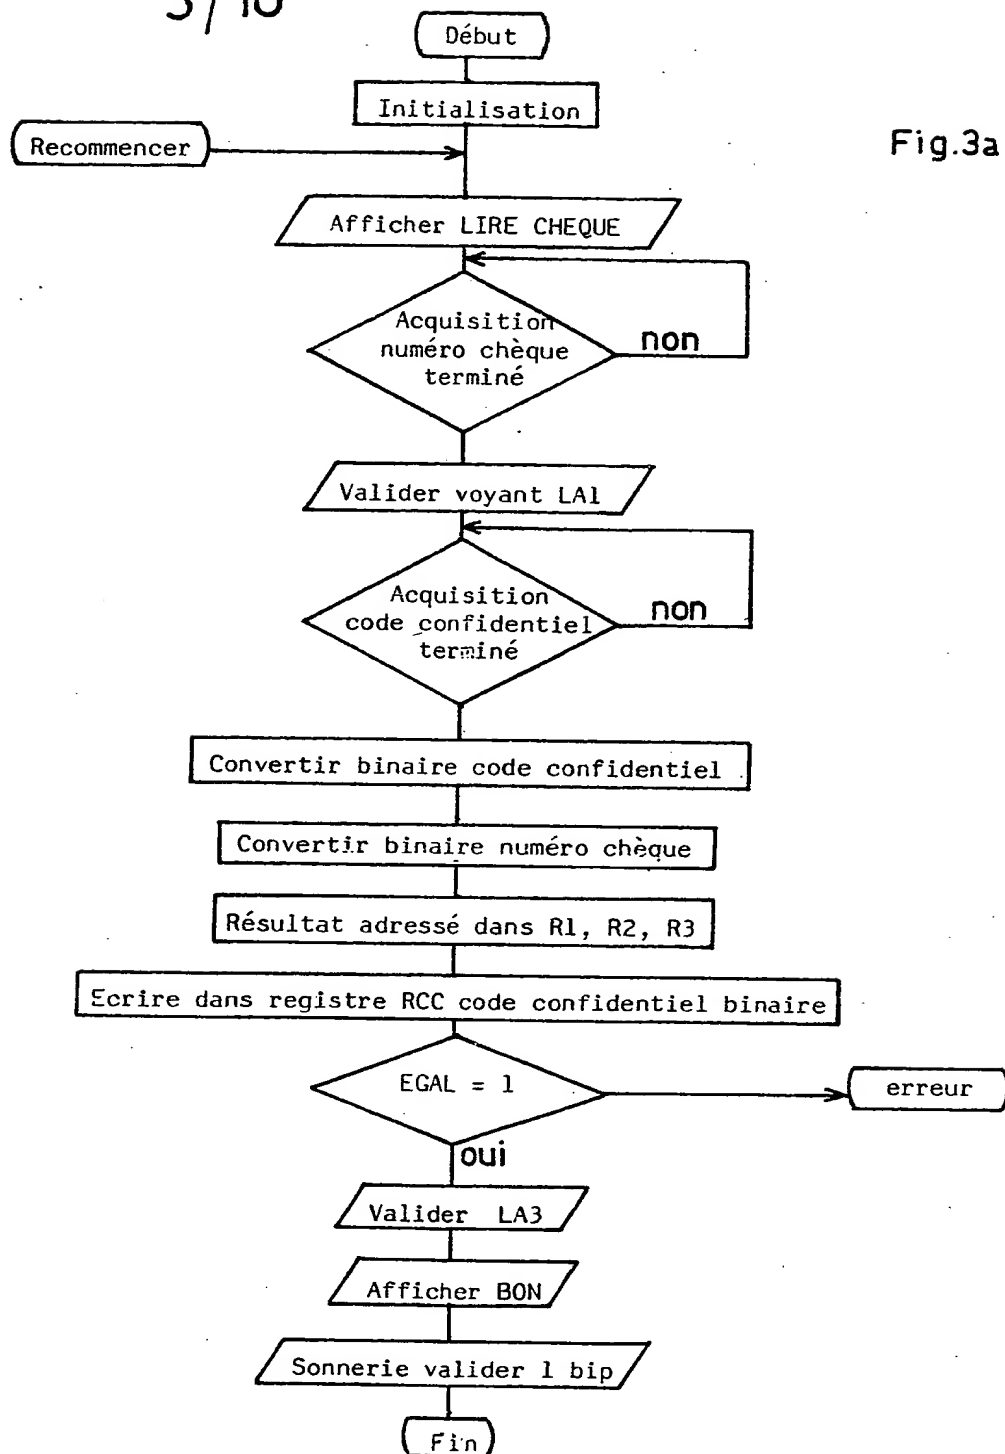 Début
Initialisation
Recommencer
Fig.3a
Afficher LIRE CHEQUE
Acquisition
numéro chèque
terminé
non
Valider voyant LA1
Acquisition
code confidentiel
terminé
non
Convertir binaire code confidentiel
Convertir binaire numéro chèque
Résultat adressé dans R1, R2, R3
Ecrire dans registre RCC code confidentiel binaire
EGAL = 1
erreur
oui
Valider LA3
Afficher BON
Sonnerie valider 1 bip
Fin